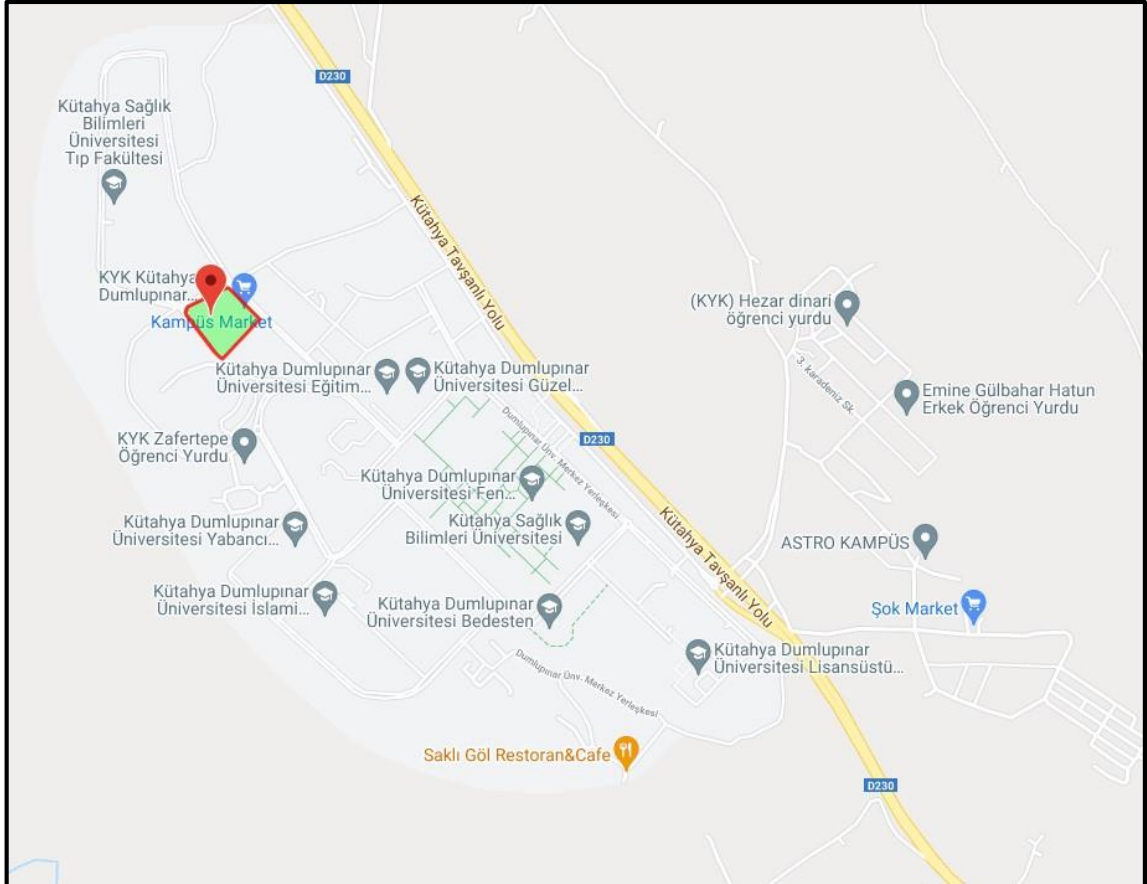 D230
Kütahya Sağlık
Bilimleri
Üniversitesi
Tıp Fakültesi
Kütahya Tavşanlı Yolu
KYK Kütahya
Dumlupınar...
Kampüs Market
(KYK) Hezar dinari
öğrenci yurdu
3. karadeniz Sk.
Kütahya Dumlupınar
Üniversitesi Eğitim...
Kütahya Dumlupınar
Üniversitesi Güzel...
Emine Gülbahar Hatun
Erkek Öğrenci Yurdu
Dumlupınar Ünv. Merkez Yerleşkesi
D230
KYK Zafertepe
Öğrenci Yurdu
Kütahya Dumlupınar
Üniversitesi Fen...
Kütahya Dumlupınar
Üniversitesi Yabancı...
Kütahya Sağlık
Bilimleri Üniversitesi
Kütahya Tavşanlı Yolu
ASTRO KAMPÜS
Kütahya Dumlupınar
Üniversitesi İslami...
Kütahya Dumlupınar
Üniversitesi Bedesten
Şok Market
Kütahya Dumlupınar
Üniversitesi Lisansüstü...
Dumlupınar Ünv. Merkez Yerleşkesi
Saklı Göl Restoran&Cafe
D230